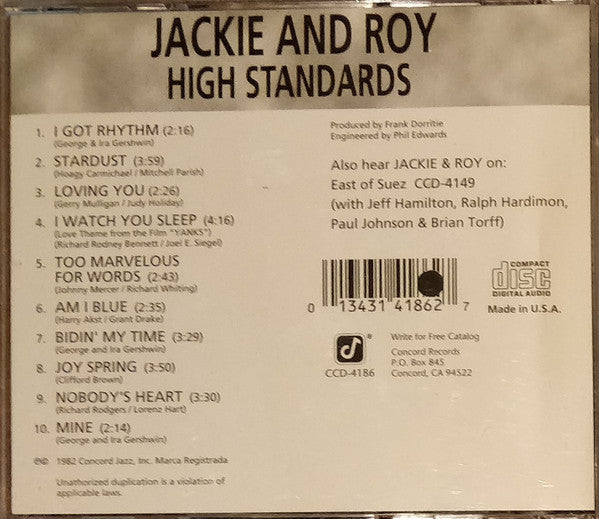 JACKIE AND ROY
HIGH STANDARDS
1. I GOT RHYTHM (2:16)
(George & Ira Gershwin)
2. STARDUST (3:59)
(Hoagy Carmichael / Mitchell Parish)
3. LOVING YOU (2:26)
(Gerry Mulligan / Judy Holiday)
4. I WATCH YOU SLEEP (4:16)
(Love Theme from the Film "YANKS")
(Richard Rodney Bennett / Joel E. Siegel)
5. TOO MARVELOUS
FOR WORDS (2:43)
(Johnny Mercer / Richard Whiting)
6. AM I BLUE (2:35)
(Harry Akst / Grant Drake)
7. BIDIN' MY TIME (3:29)
(George and Ira Gershwin)
8. JOY SPRING (3:50)
(Clifford Brown)
9. NOBODY'S HEART (3:30)
(Richard Rodgers / Lorenz Hart)
10. MINE (2:14)
(George and Ira Gershwin)
℗© 1982 Concord Jazz, Inc. Marca Registrada
Unauthorized duplication is a violation of
applicable laws.
Produced by Frank Dorritie
Engineered by Phil Edwards
Also hear JACKIE & ROY on:
East of Suez CCD-4149
(with Jeff Hamilton, Ralph Hardimon,
Paul Johnson & Brian Torff)
0 13431 41862 7
COMPACT
disc
DIGITAL AUDIO
Made in U.S.A.
®
CCD-4186
Write for Free Catalog
Concord Records
P.O. Box 845
Concord, CA 94522